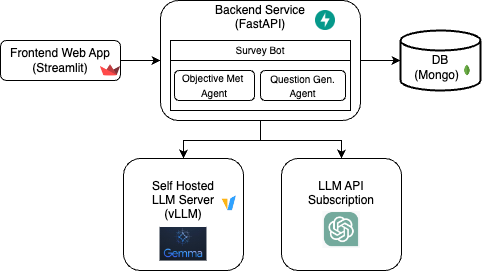 Backend Service
(FastAPI)
Frontend Web App
(Streamlit)
Survey Bot
Objective Met
Agent
Question Gen.
Agent
DB
(Mongo)
Self Hosted
LLM Server
(vLLM)
Gemma
LLM API
Subscription